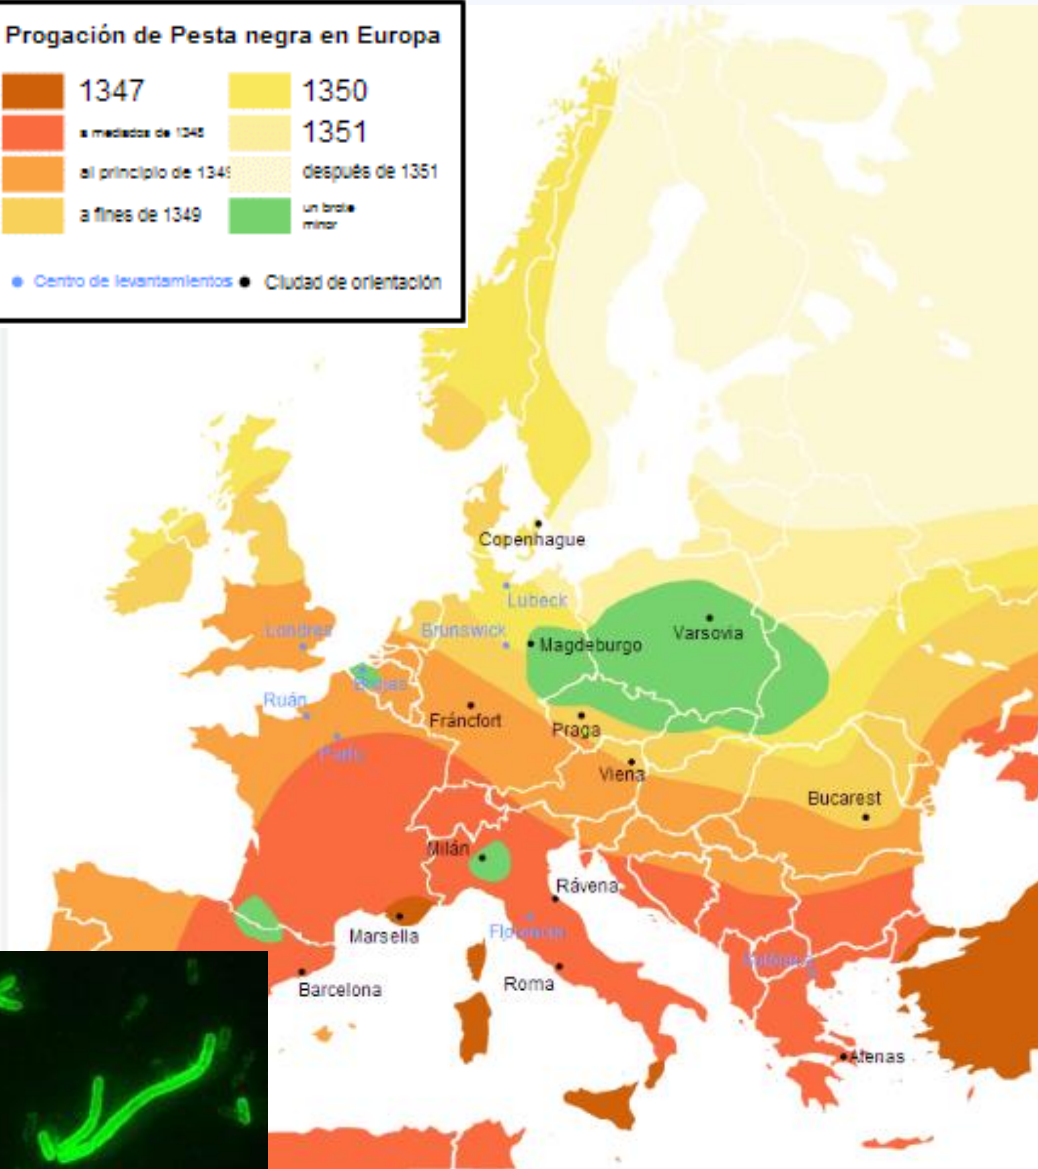 Progación de Pesta negra en Europa
1347
1350
a mediados de 1348
1351
al principio de 1349
después de 1351
a fines de 1349
un brote
minor
Centro de levantamientos
Ciudad de orientación
Copenhague
Lubeck
Londres
Brunswick
Magdeburgo
Varsovia
Brujas
Ruán
Fráncfort
Praga
París
Viena
Bucarest
Milán
Rávena
Marsella
Florencia
Roma
Barcelona
Atenas